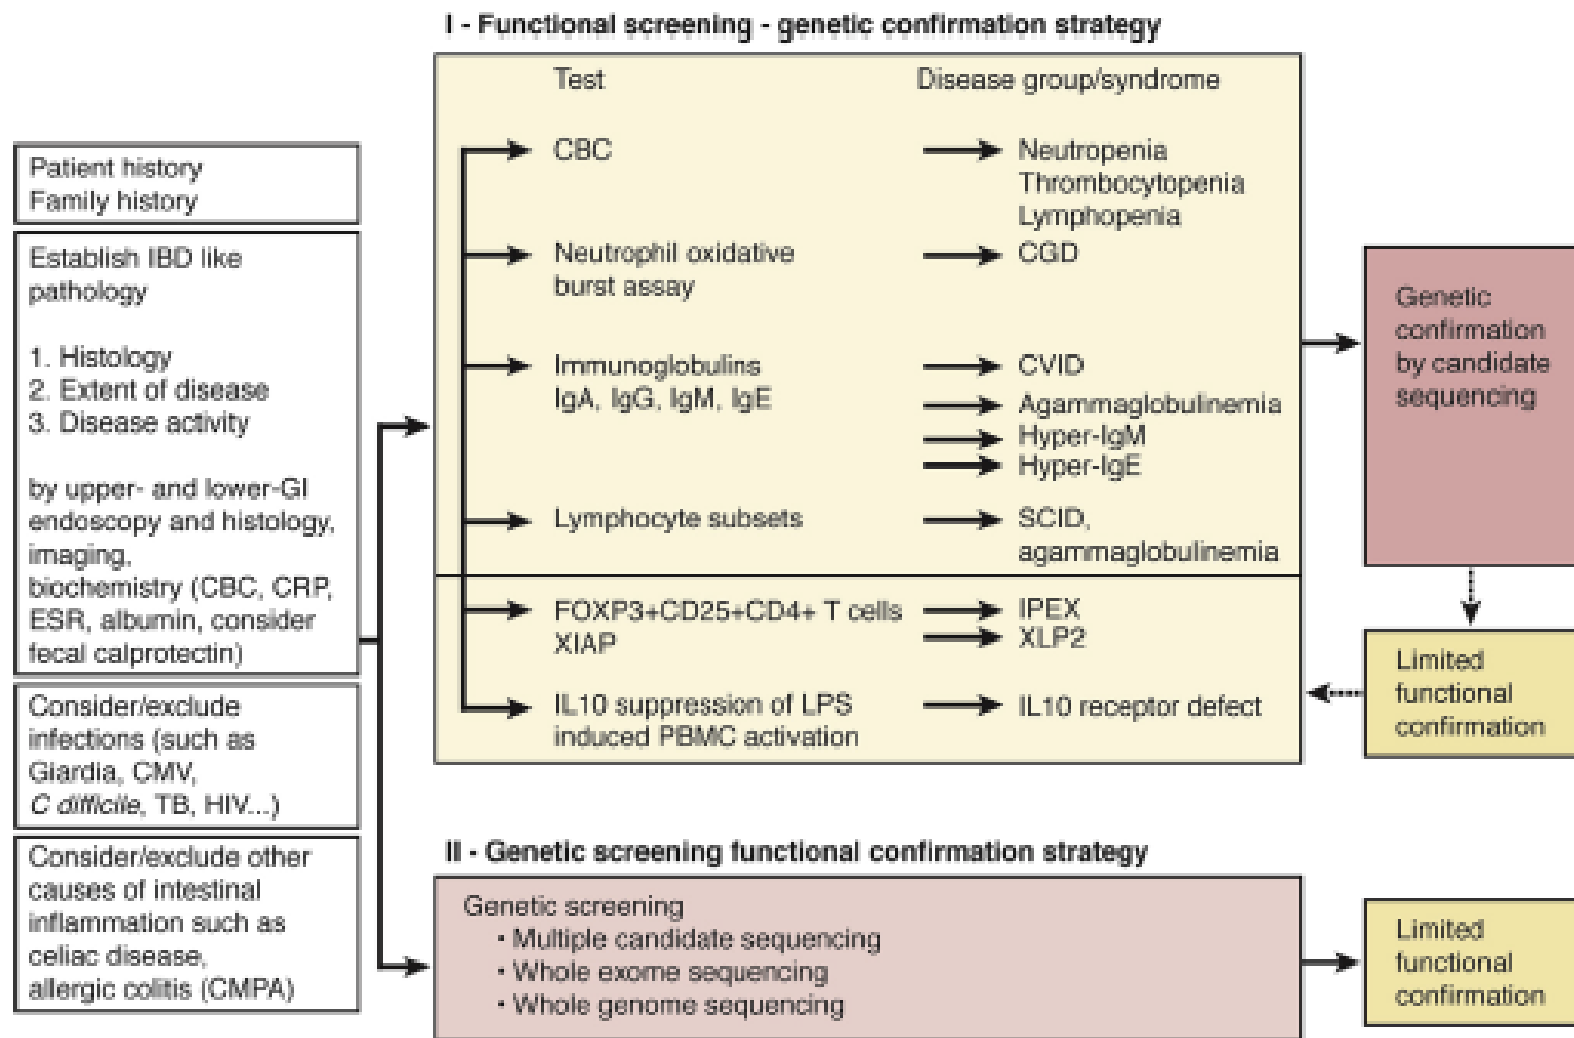 I - Functional screening - genetic confirmation strategy
Test
Disease group/syndrome
Patient history
Family history
Establish IBD like
pathology
1. Histology
2. Extent of disease
3. Disease activity
by upper- and lower-GI
endoscopy and histology,
imaging,
biochemistry (CBC, CRP,
ESR, albumin, consider
fecal calprotectin)
Consider/exclude
infections (such as
Giardia, CMV,
C difficile, TB, HIV...)
Consider/exclude other
causes of intestinal
inflammation such as
celiac disease,
allergic colitis (CMPA)
CBC
Neutropenia
Thrombocytopenia
Lymphopenia
Neutrophil oxidative
burst assay
CGD
Immunoglobulins
IgA, IgG, IgM, IgE
CVID
Agammaglobulinemia
Hyper-IgM
Hyper-IgE
Lymphocyte subsets
SCID,
agammaglobulinemia
FOXP3+CD25+CD4+ T cells
XIAP
IPEX
XLP2
IL10 suppression of LPS
induced PBMC activation
IL10 receptor defect
Genetic
confirmation
by candidate
sequencing
Limited
functional
confirmation
II - Genetic screening functional confirmation strategy
Genetic screening
• Multiple candidate sequencing
• Whole exome sequencing
• Whole genome sequencing
Limited
functional
confirmation